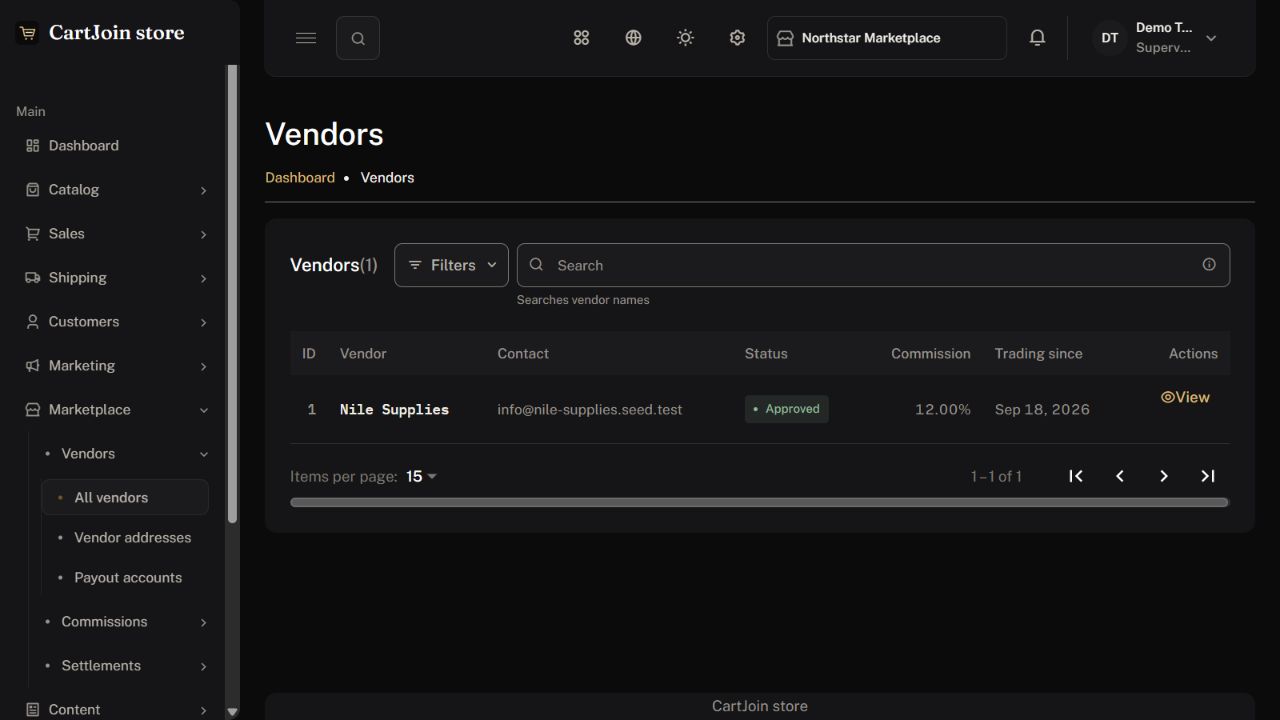 CartJoin store
Northstar Marketplace
DT
Demo T...
Superv...
Main
Dashboard
Catalog
Sales
Shipping
Customers
Marketing
Marketplace
Vendors
All vendors
Vendor addresses
Payout accounts
Commissions
Settlements
Content
Vendors
Dashboard • Vendors
Vendors(1)
Filters
Search
Searches vendor names
ID Vendor Contact Status Commission Trading since Actions
1 Nile Supplies info@nile-supplies.seed.test • Approved 12.00% Sep 18, 2026 View
Items per page: 15
1–1 of 1
CartJoin store